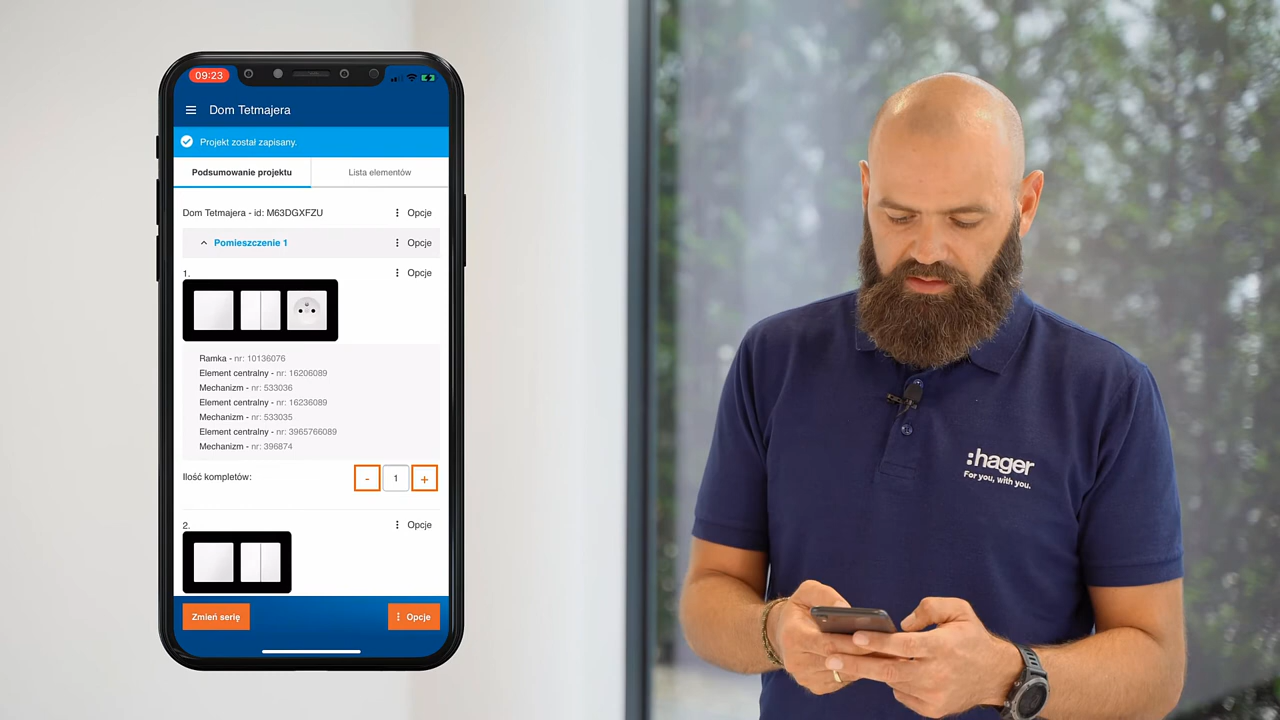 09:23
Dom Tetmajera
Projekt został zapisany.
Podsumowanie projektu
Lista elementów
Dom Tetmajera - id: M63DGXFZU
Opcje
Pomieszczenie 1
Opcje
1.
Opcje
Ramka - nr: 10136076
Element centralny - nr: 16206089
Mechanizm - nr: 533036
Element centralny - nr: 16236089
Mechanizm - nr: 533035
Element centralny - nr: 3965766089
Mechanizm - nr: 396874
Ilość kompletów:
- 1 +
2.
Opcje
Zmień serię
Opcje
:hager
For you, with you.